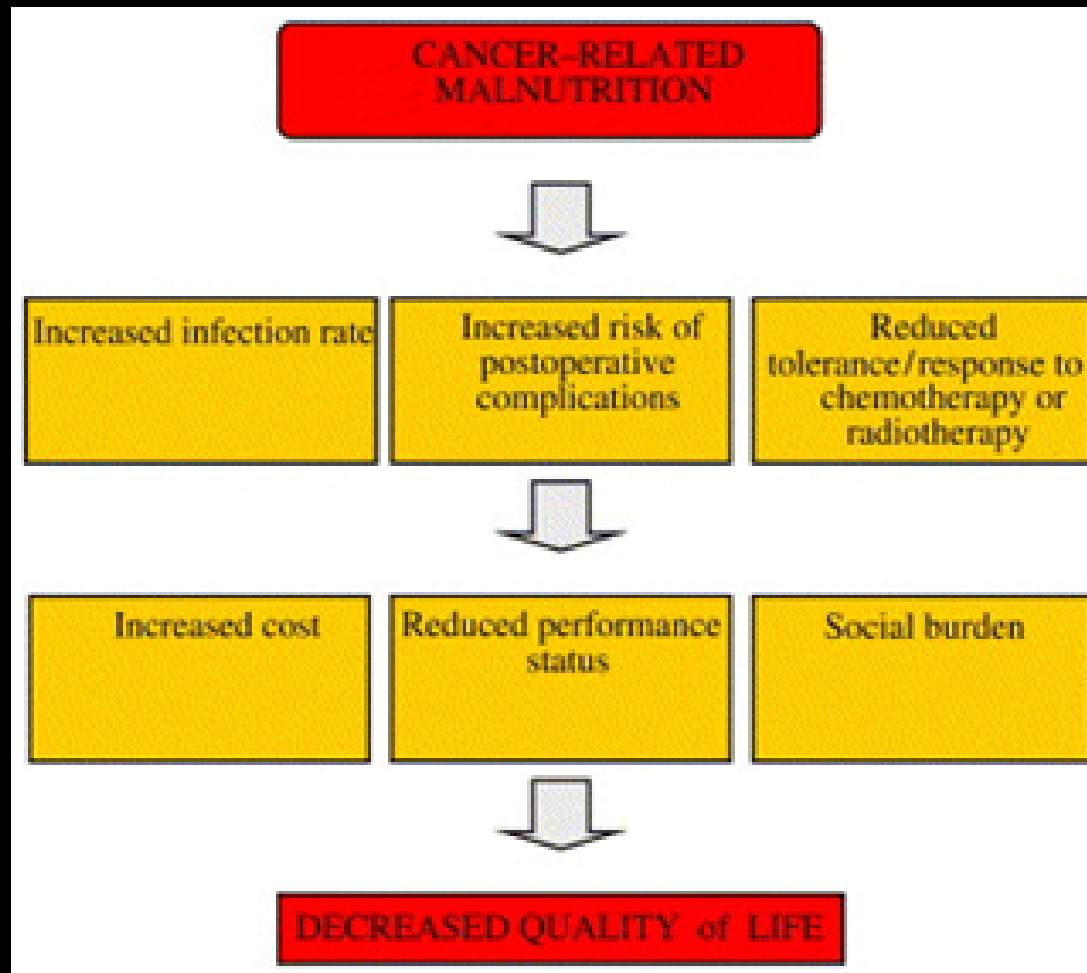 CANCER–RELATED
MALNUTRITION
Increased infection rate
Increased risk of
postoperative
complications
Reduced
tolerance/response to
chemotherapy or
radiotherapy
Increased cost
Reduced performance
status
Social burden
DECREASED QUALITY of LIFE